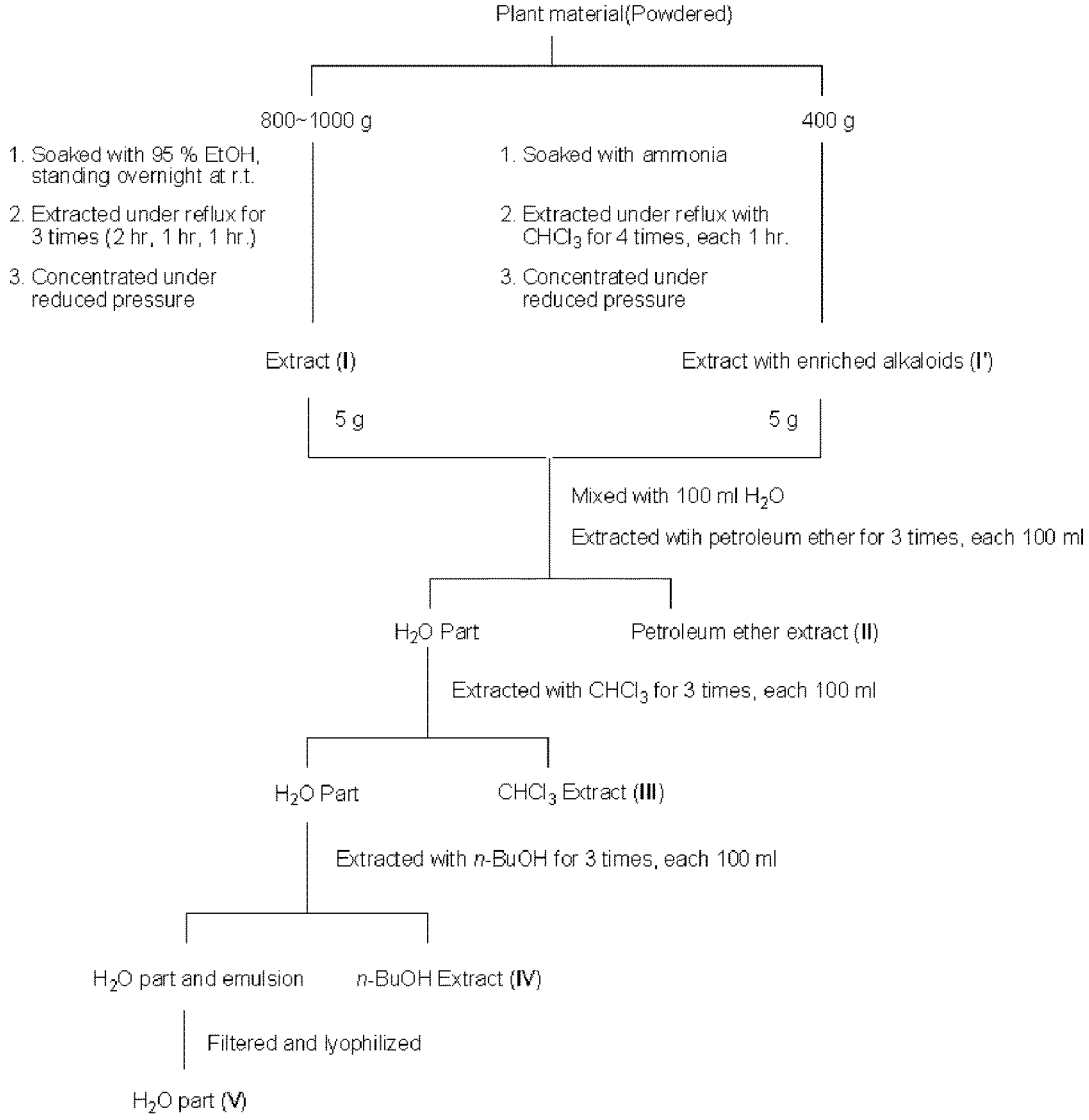 Plant material(Powdered)
800~1000 g
400 g
1. Soaked with 95 % EtOH,
standing overnight at r.t.
2. Extracted under reflux for
3 times (2 hr, 1 hr, 1 hr.)
3. Concentrated under
reduced pressure
1. Soaked with ammonia
2. Extracted under reflux with
CHCl₃ for 4 times, each 1 hr.
3. Concentrated under
reduced pressure
Extract (I)
Extract with enriched alkaloids (I')
5 g
5 g
Mixed with 100 ml H₂O
Extracted wtih petroleum ether for 3 times, each 100 ml
H₂O Part
Petroleum ether extract (II)
Extracted with CHCl₃ for 3 times, each 100 ml
H₂O Part
CHCl₃ Extract (III)
Extracted with n-BuOH for 3 times, each 100 ml
H₂O part and emulsion
n-BuOH Extract (IV)
Filtered and lyophilized
H₂O part (V)